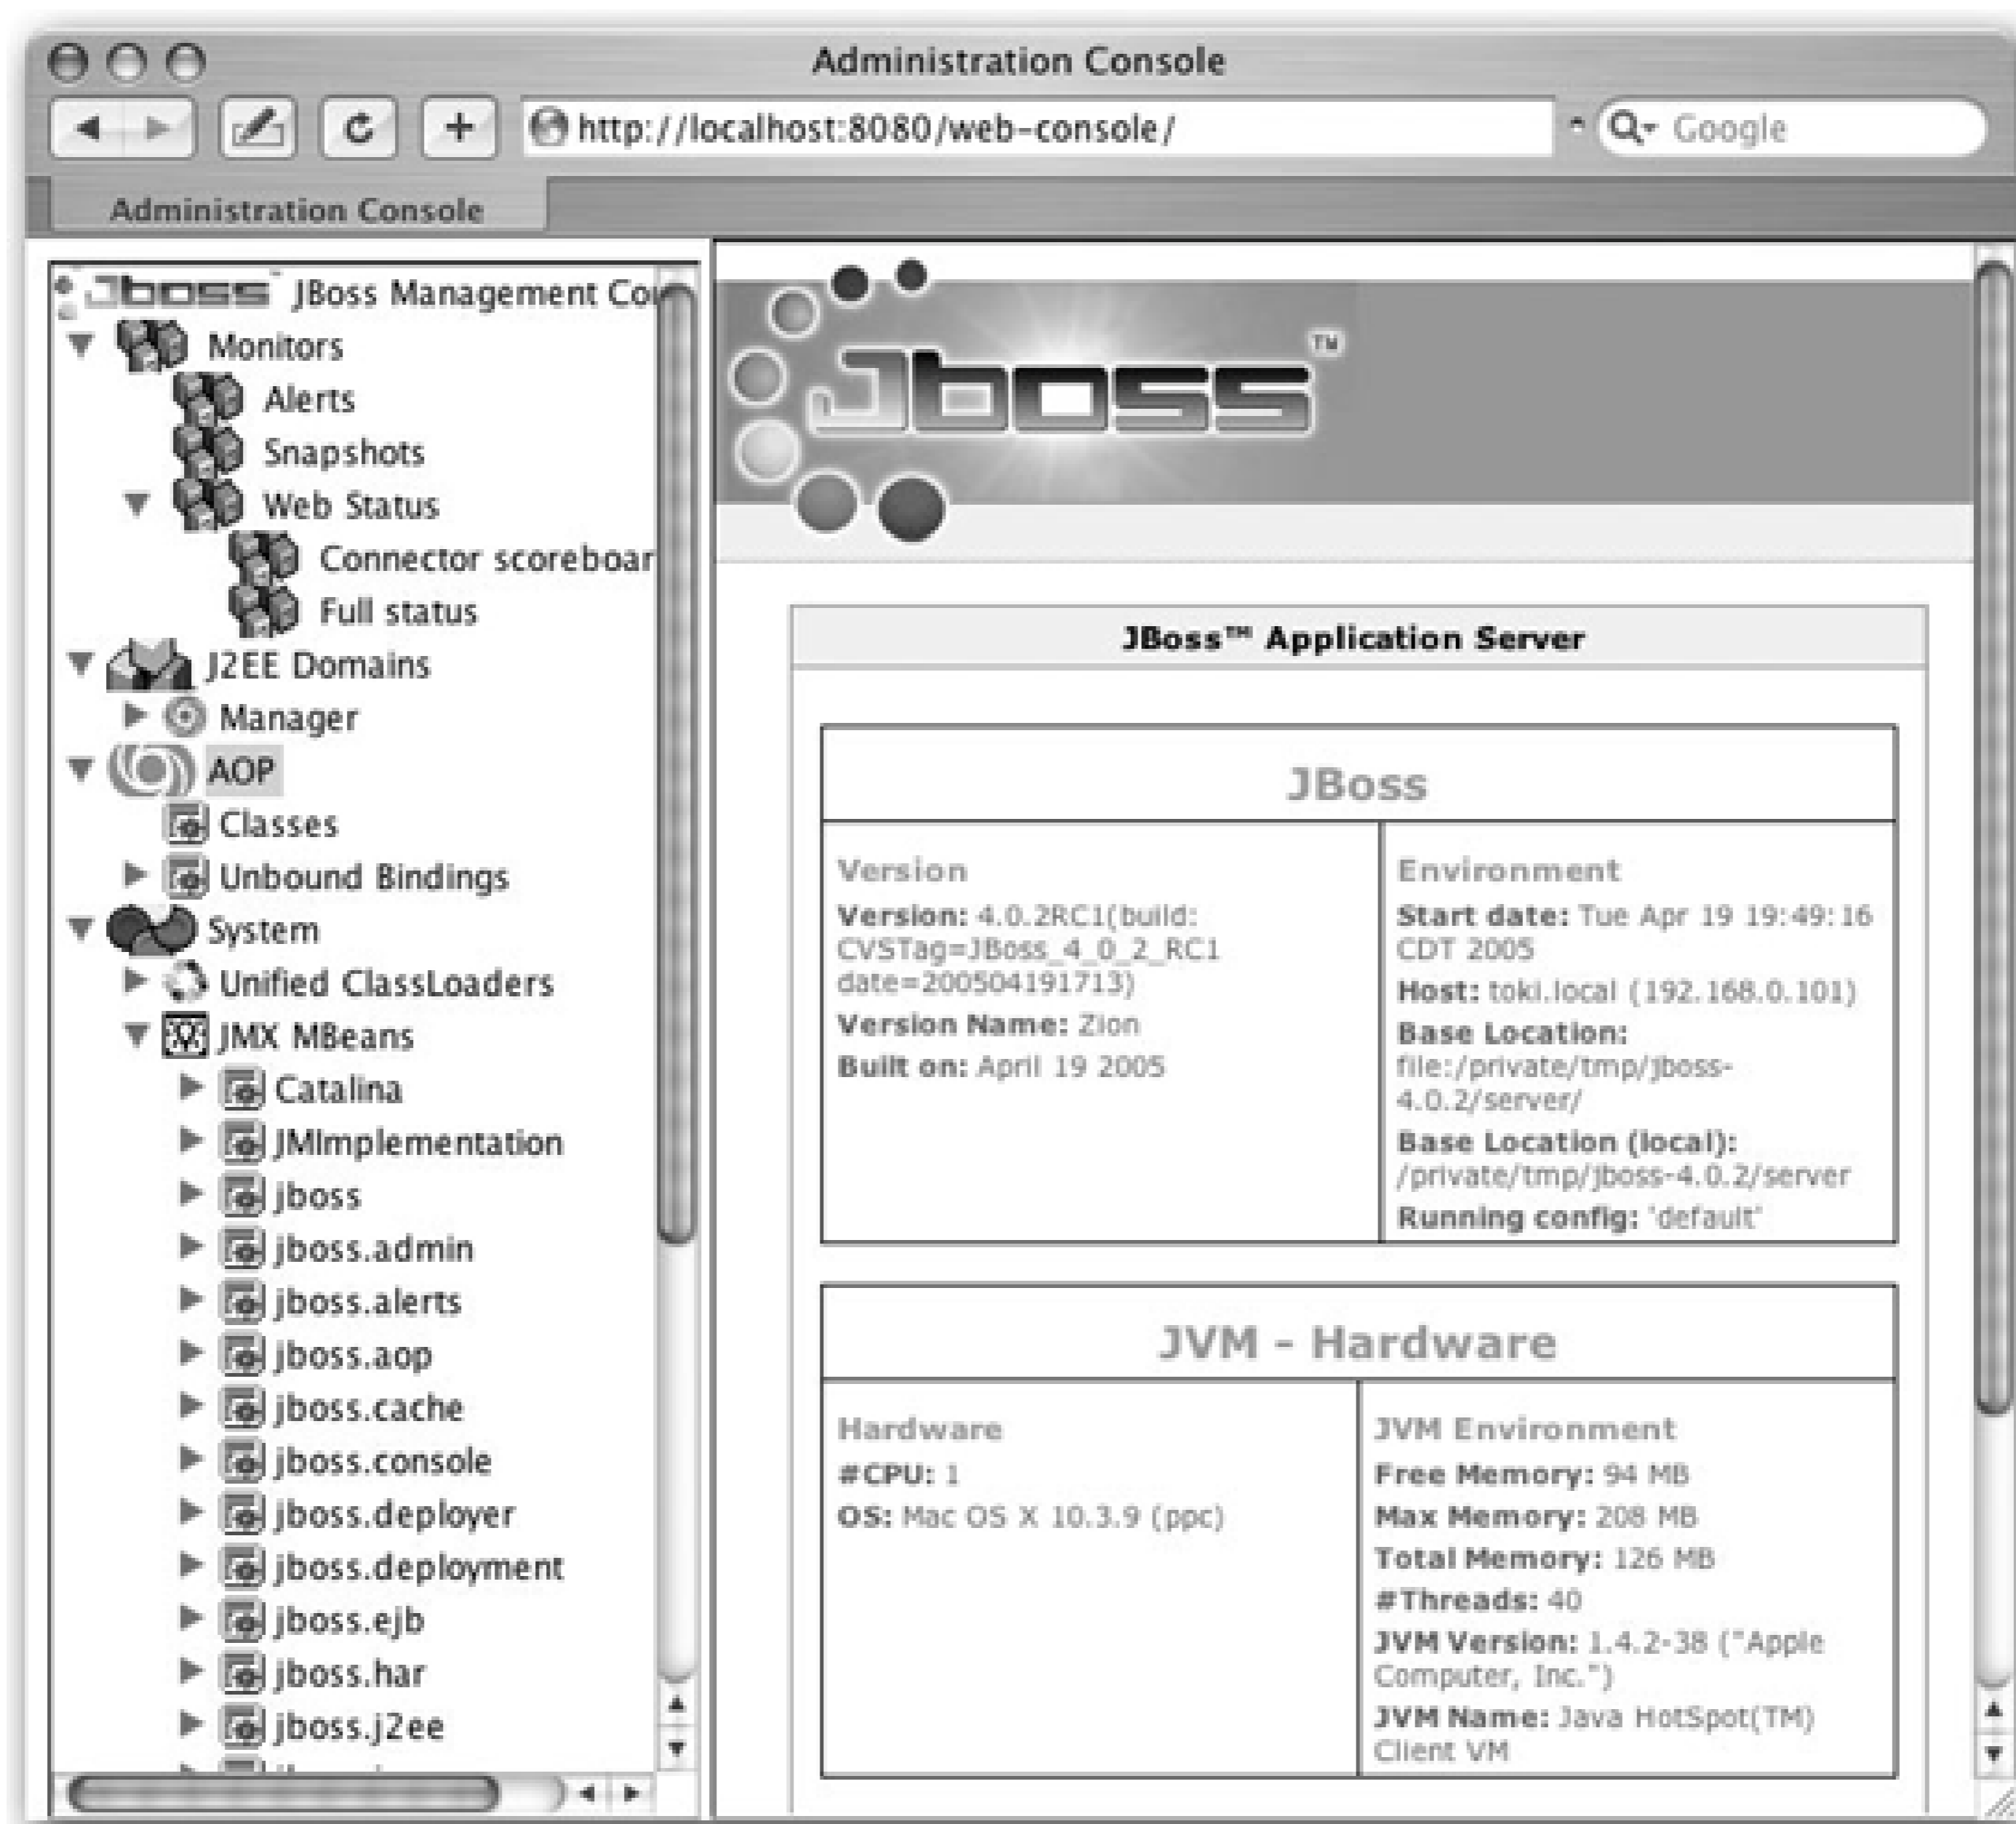 Administration Console
http://localhost:8080/web-console/
Google
Administration Console
Jboss JBoss Management Co
Monitors
Alerts
Snapshots
Web Status
Connector scoreboar
Full status
J2EE Domains
Manager
AOP
Classes
Unbound Bindings
System
Unified ClassLoaders
JMX MBeans
Catalina
JMImplementation
jboss
jboss.admin
jboss.alerts
jboss.aop
jboss.cache
jboss.console
jboss.deployer
jboss.deployment
jboss.ejb
jboss.har
jboss.j2ee
Jboss TM
JBoss™ Application Server
JBoss
Version
Version: 4.0.2RC1(build:
CVSTag=JBoss_4_0_2_RC1
date=200504191713)
Version Name: Zion
Built on: April 19 2005
Environment
Start date: Tue Apr 19 19:49:16
CDT 2005
Host: toki.local (192.168.0.101)
Base Location:
file:/private/tmp/jboss-
4.0.2/server/
Base Location (local):
/private/tmp/jboss-4.0.2/server
Running config: 'default'
JVM - Hardware
Hardware
#CPU: 1
OS: Mac OS X 10.3.9 (ppc)
JVM Environment
Free Memory: 94 MB
Max Memory: 208 MB
Total Memory: 126 MB
#Threads: 40
JVM Version: 1.4.2-38 ("Apple
Computer, Inc.")
JVM Name: Java HotSpot(TM)
Client VM